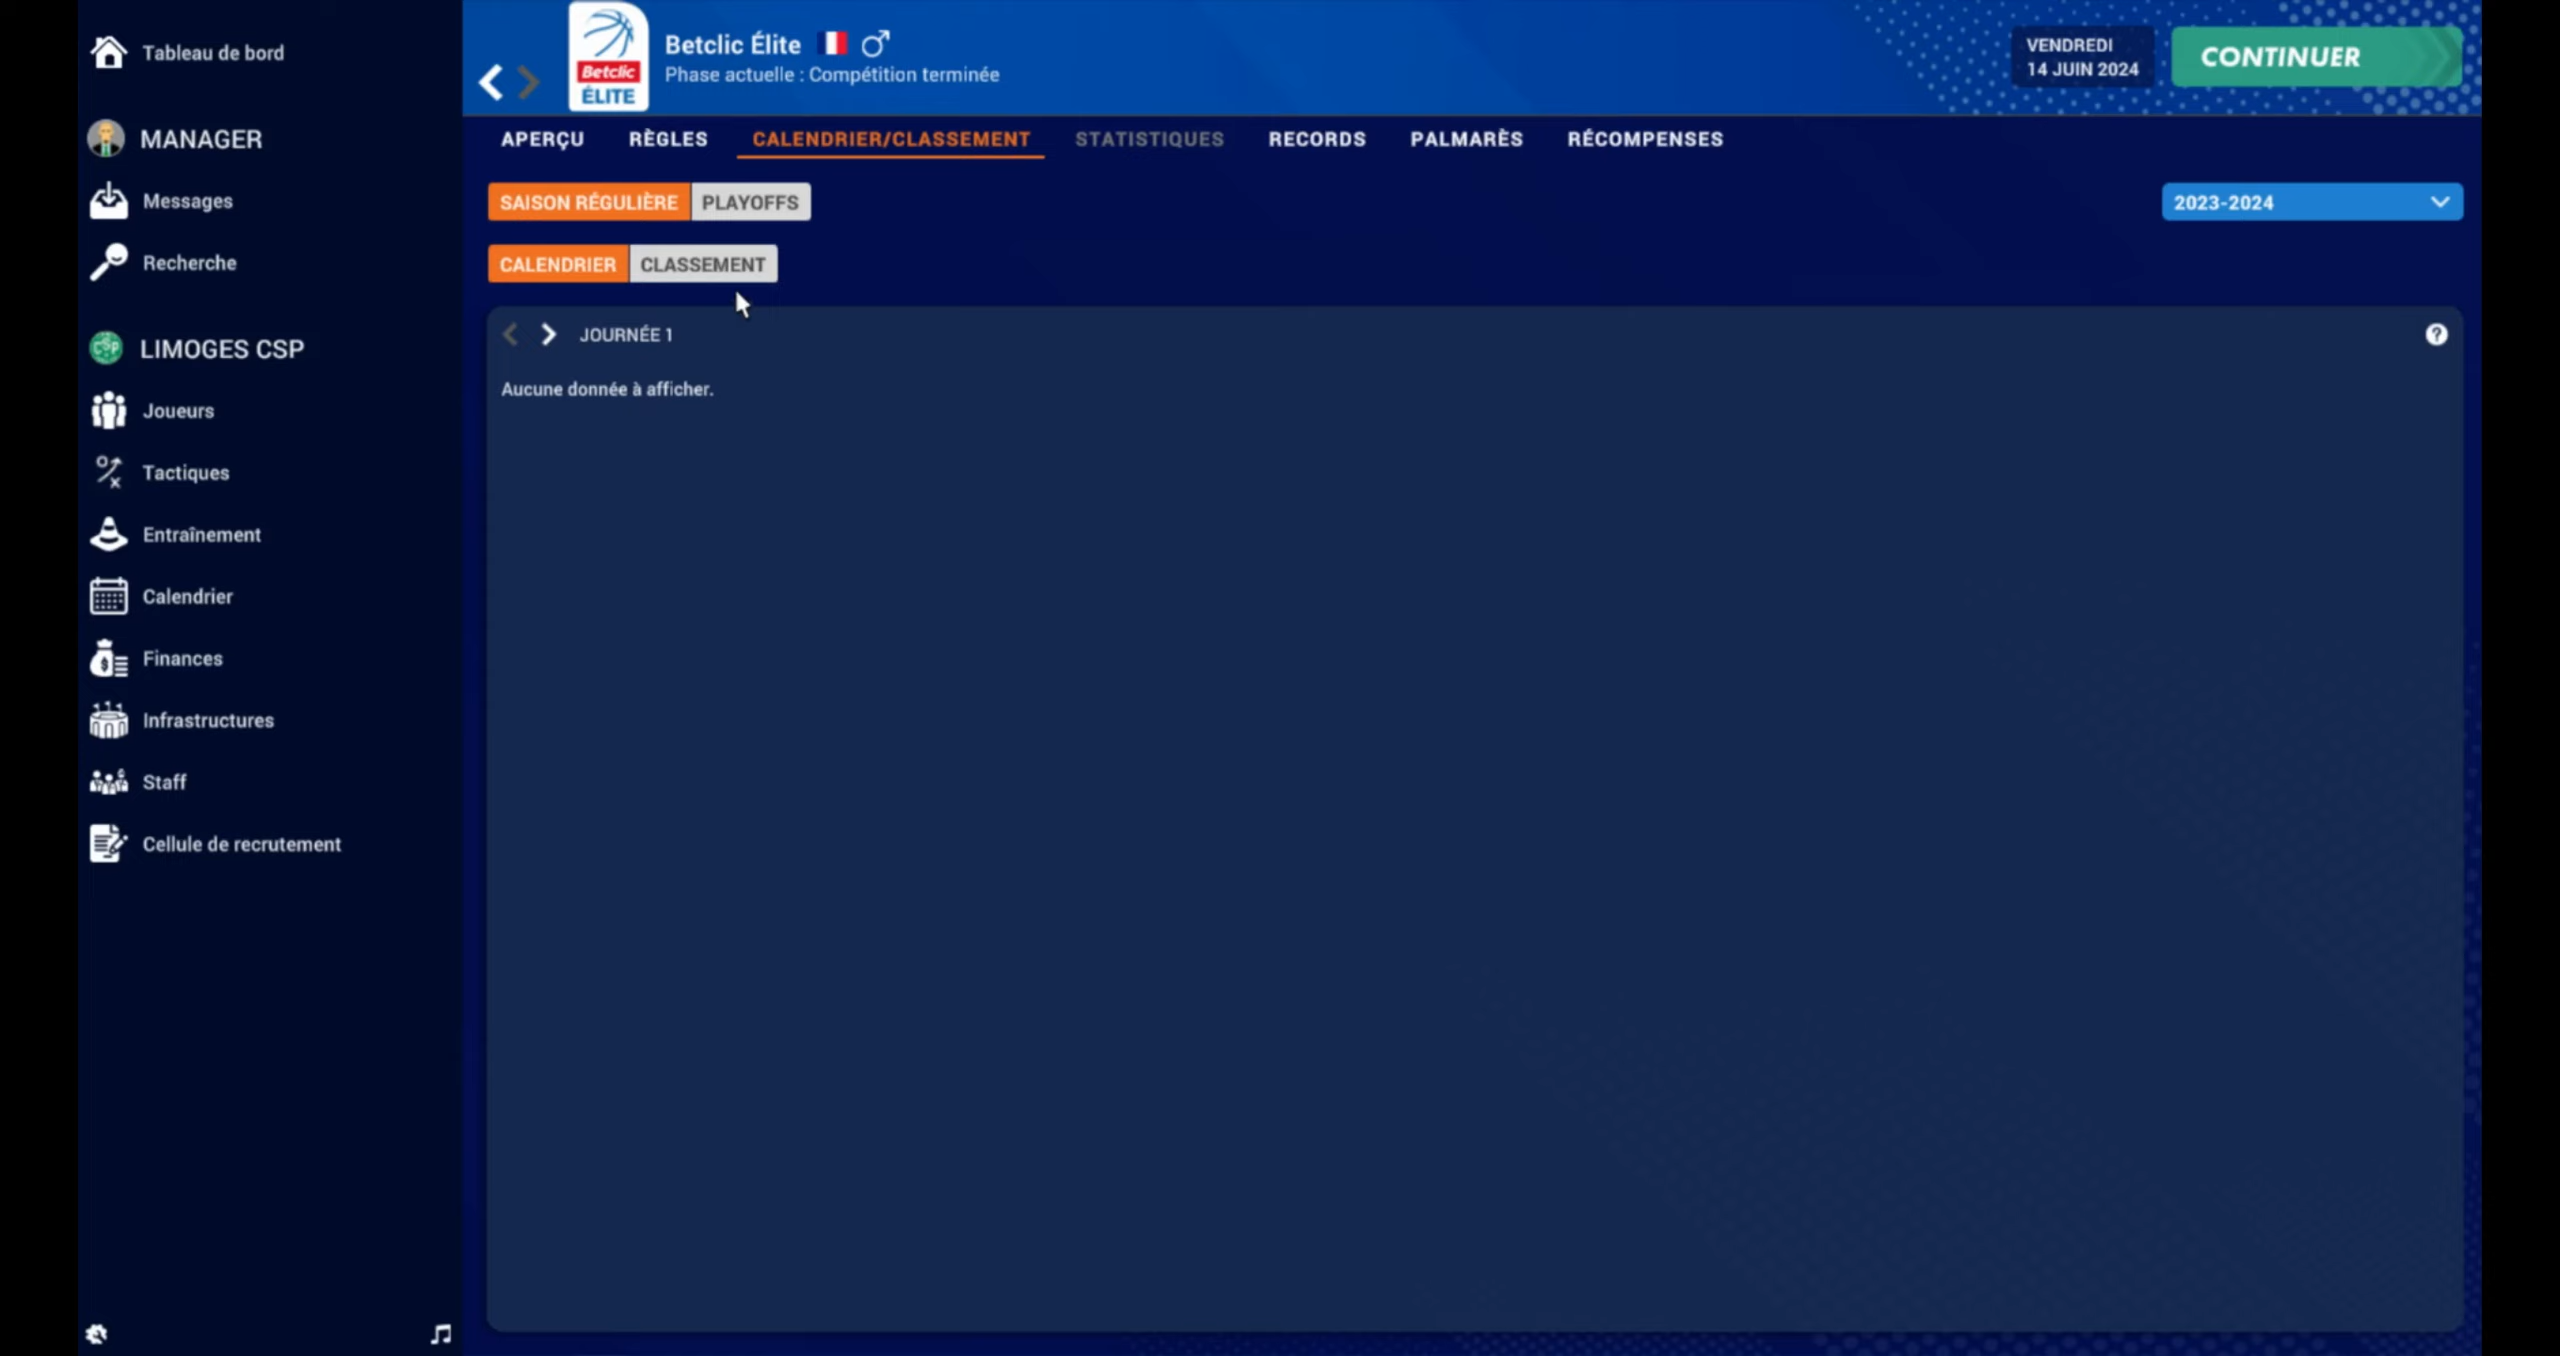 Tableau de bord
MANAGER
Messages
Recherche
LIMOGES CSP
CSP
Joueurs
Tactiques
Entraînement
Calendrier
Finances
Infrastructures
Staff
Cellule de recrutement
Betclic
ÉLITE
Betclic Élite
Phase actuelle : Compétition terminée
VENDREDI
14 JUIN 2024
CONTINUER
APERÇU RÈGLES CALENDRIER/CLASSEMENT STATISTIQUES RECORDS PALMARÈS RÉCOMPENSES
SAISON RÉGULIÈRE PLAYOFFS
2023-2024
CALENDRIER CLASSEMENT
JOURNÉE 1
?
Aucune donnée à afficher.